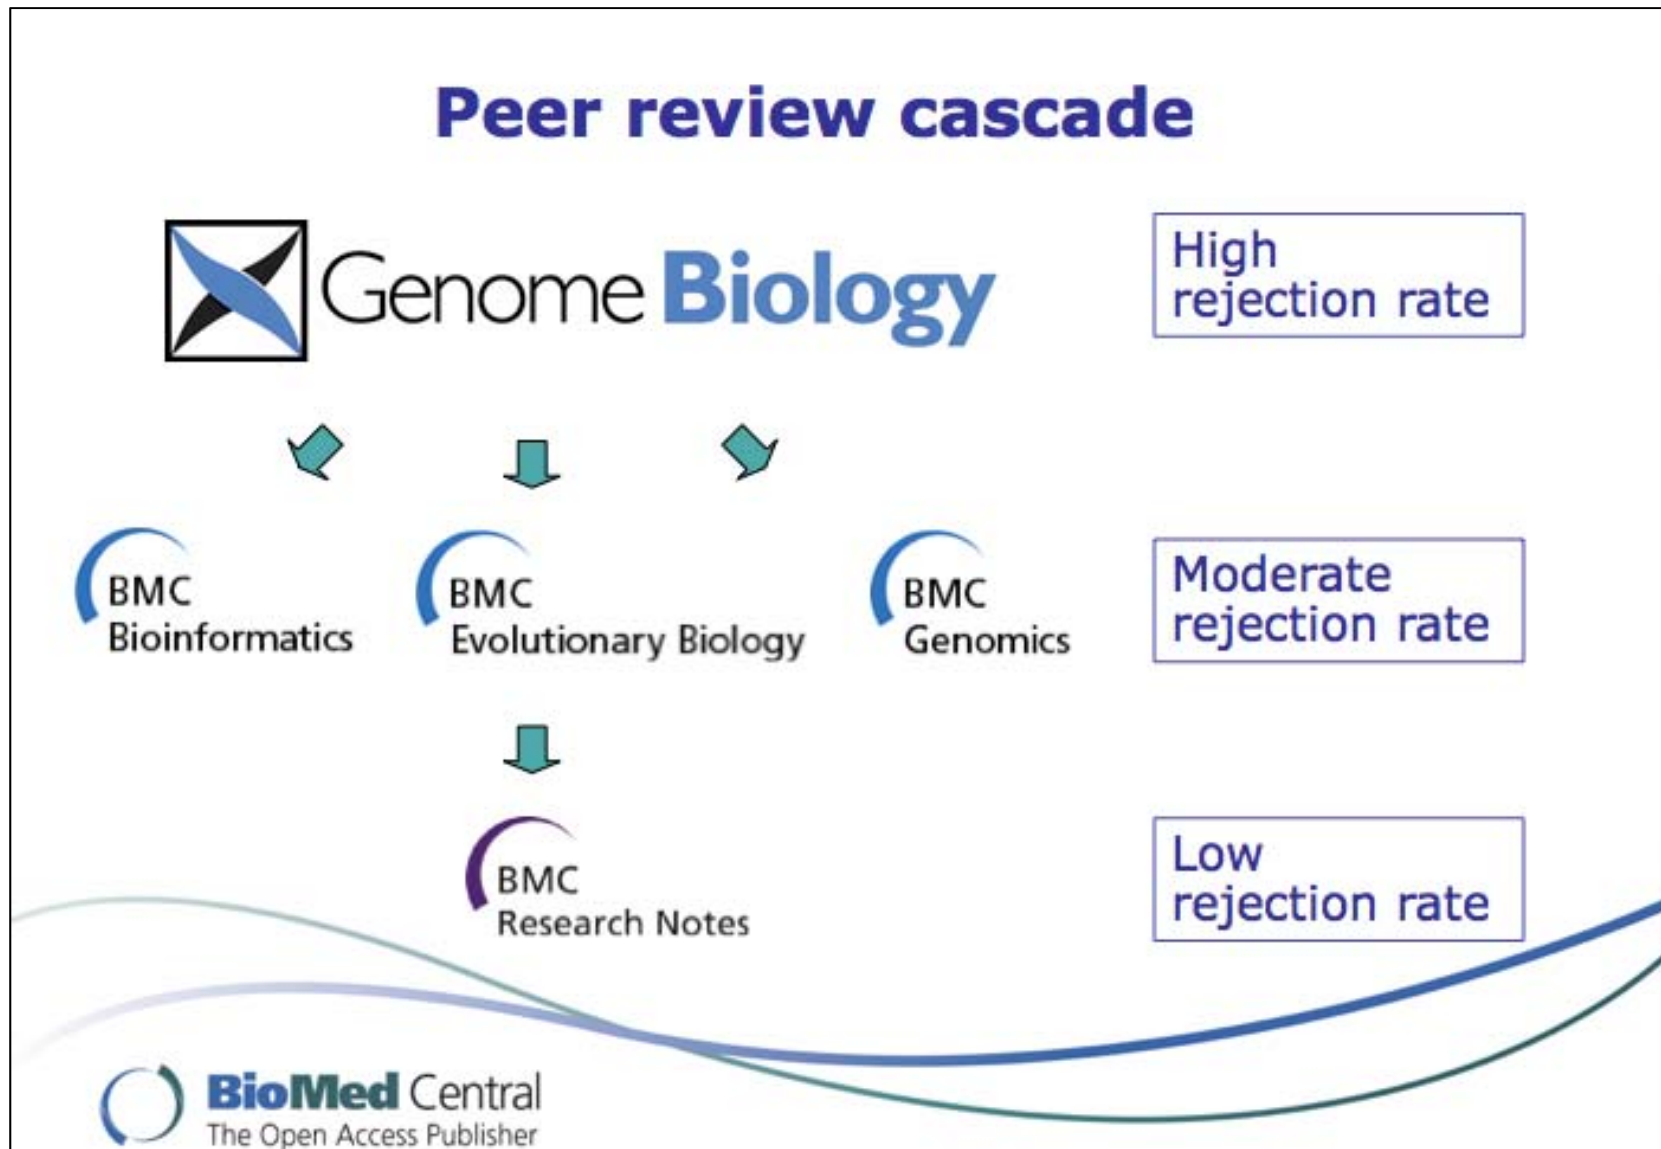 Peer review cascade
Genome Biology
High
rejection rate
BMC
Bioinformatics
BMC
Evolutionary Biology
BMC
Genomics
Moderate
rejection rate
BMC
Research Notes
Low
rejection rate
BioMed Central
The Open Access Publisher